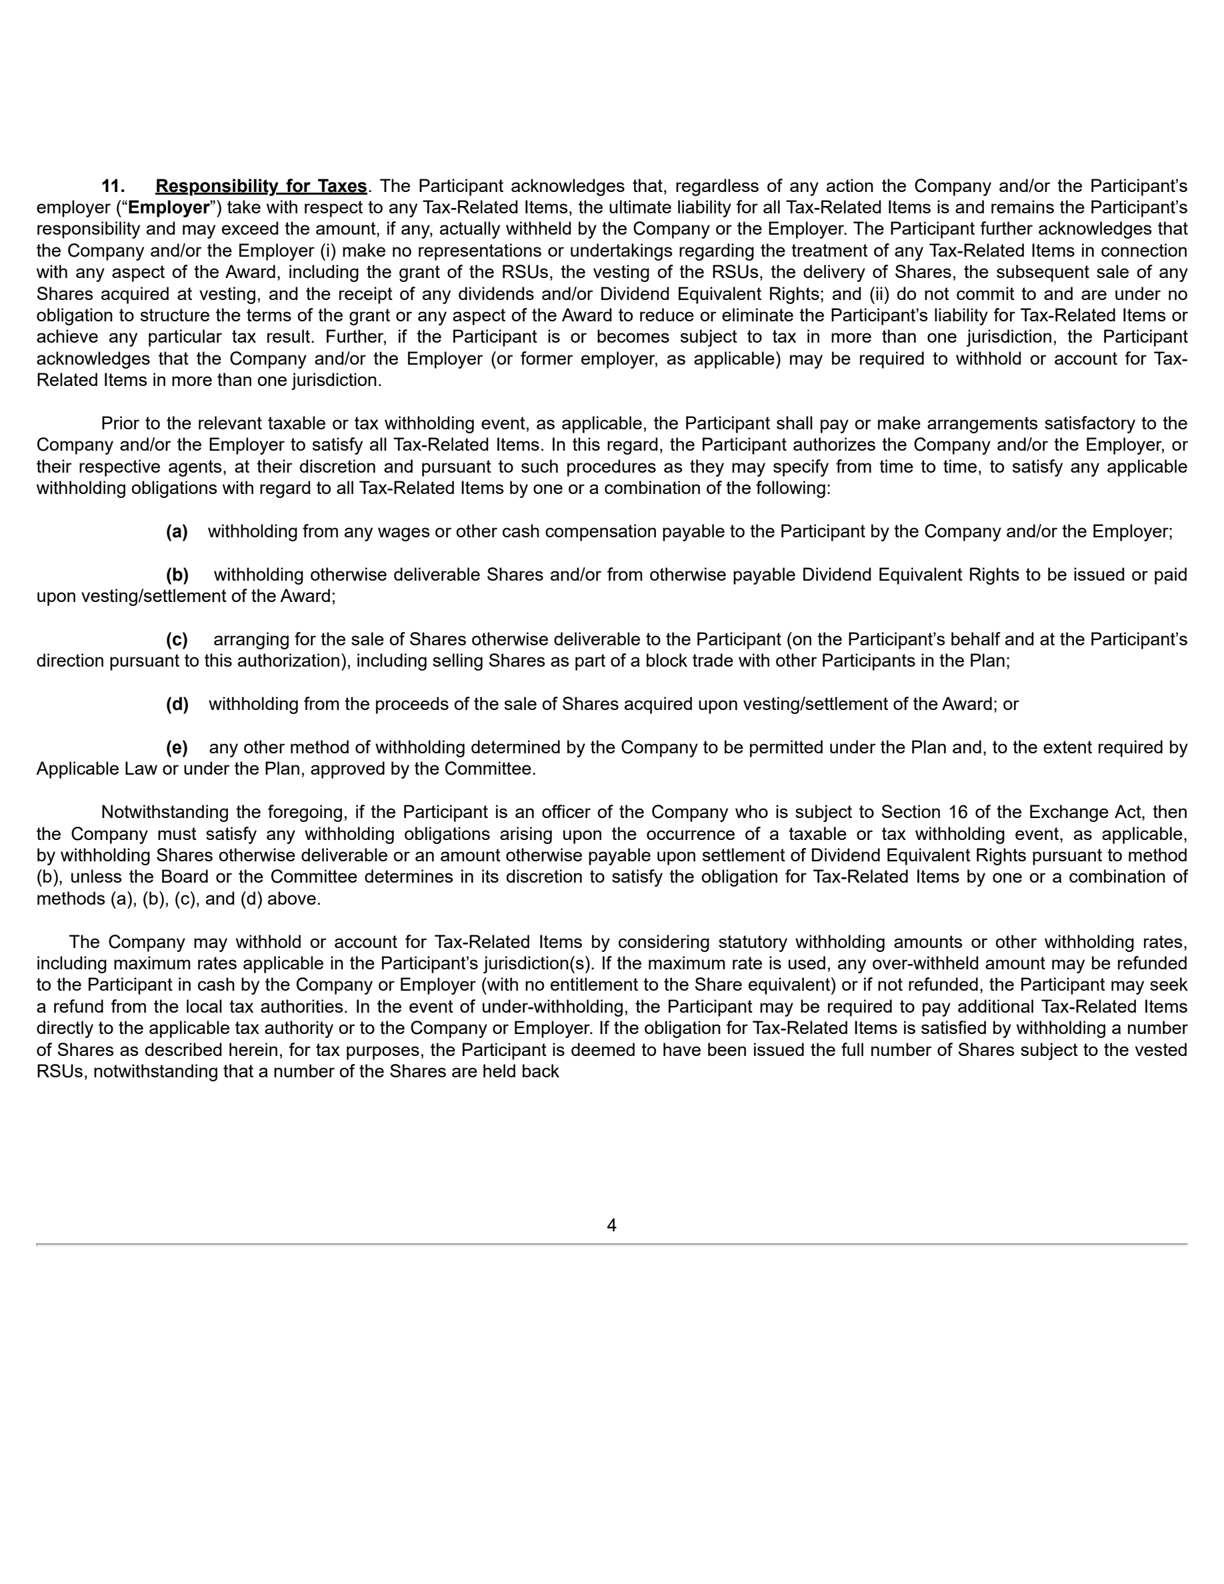 11. Responsibility for Taxes. The Participant acknowledges that, regardless of any action the Company and/or the Participant’s
employer (“Employer”) take with respect to any Tax-Related Items, the ultimate liability for all Tax-Related Items is and remains the Participant’s
responsibility and may exceed the amount, if any, actually withheld by the Company or the Employer. The Participant further acknowledges that
the Company and/or the Employer (i) make no representations or undertakings regarding the treatment of any Tax-Related Items in connection
with any aspect of the Award, including the grant of the RSUs, the vesting of the RSUs, the delivery of Shares, the subsequent sale of any
Shares acquired at vesting, and the receipt of any dividends and/or Dividend Equivalent Rights; and (ii) do not commit to and are under no
obligation to structure the terms of the grant or any aspect of the Award to reduce or eliminate the Participant’s liability for Tax-Related Items or
achieve any particular tax result. Further, if the Participant is or becomes subject to tax in more than one jurisdiction, the Participant
acknowledges that the Company and/or the Employer (or former employer, as applicable) may be required to withhold or account for Tax-
Related Items in more than one jurisdiction.
Prior to the relevant taxable or tax withholding event, as applicable, the Participant shall pay or make arrangements satisfactory to the
Company and/or the Employer to satisfy all Tax-Related Items. In this regard, the Participant authorizes the Company and/or the Employer, or
their respective agents, at their discretion and pursuant to such procedures as they may specify from time to time, to satisfy any applicable
withholding obligations with regard to all Tax-Related Items by one or a combination of the following:
(a) withholding from any wages or other cash compensation payable to the Participant by the Company and/or the Employer;
(b) withholding otherwise deliverable Shares and/or from otherwise payable Dividend Equivalent Rights to be issued or paid
upon vesting/settlement of the Award;
(c) arranging for the sale of Shares otherwise deliverable to the Participant (on the Participant’s behalf and at the Participant’s
direction pursuant to this authorization), including selling Shares as part of a block trade with other Participants in the Plan;
(d) withholding from the proceeds of the sale of Shares acquired upon vesting/settlement of the Award; or
(e) any other method of withholding determined by the Company to be permitted under the Plan and, to the extent required by
Applicable Law or under the Plan, approved by the Committee.
Notwithstanding the foregoing, if the Participant is an officer of the Company who is subject to Section 16 of the Exchange Act, then
the Company must satisfy any withholding obligations arising upon the occurrence of a taxable or tax withholding event, as applicable,
by withholding Shares otherwise deliverable or an amount otherwise payable upon settlement of Dividend Equivalent Rights pursuant to method
(b), unless the Board or the Committee determines in its discretion to satisfy the obligation for Tax-Related Items by one or a combination of
methods (a), (b), (c), and (d) above.
The Company may withhold or account for Tax-Related Items by considering statutory withholding amounts or other withholding rates,
including maximum rates applicable in the Participant’s jurisdiction(s). If the maximum rate is used, any over-withheld amount may be refunded
to the Participant in cash by the Company or Employer (with no entitlement to the Share equivalent) or if not refunded, the Participant may seek
a refund from the local tax authorities. In the event of under-withholding, the Participant may be required to pay additional Tax-Related Items
directly to the applicable tax authority or to the Company or Employer. If the obligation for Tax-Related Items is satisfied by withholding a number
of Shares as described herein, for tax purposes, the Participant is deemed to have been issued the full number of Shares subject to the vested
RSUs, notwithstanding that a number of the Shares are held back
4